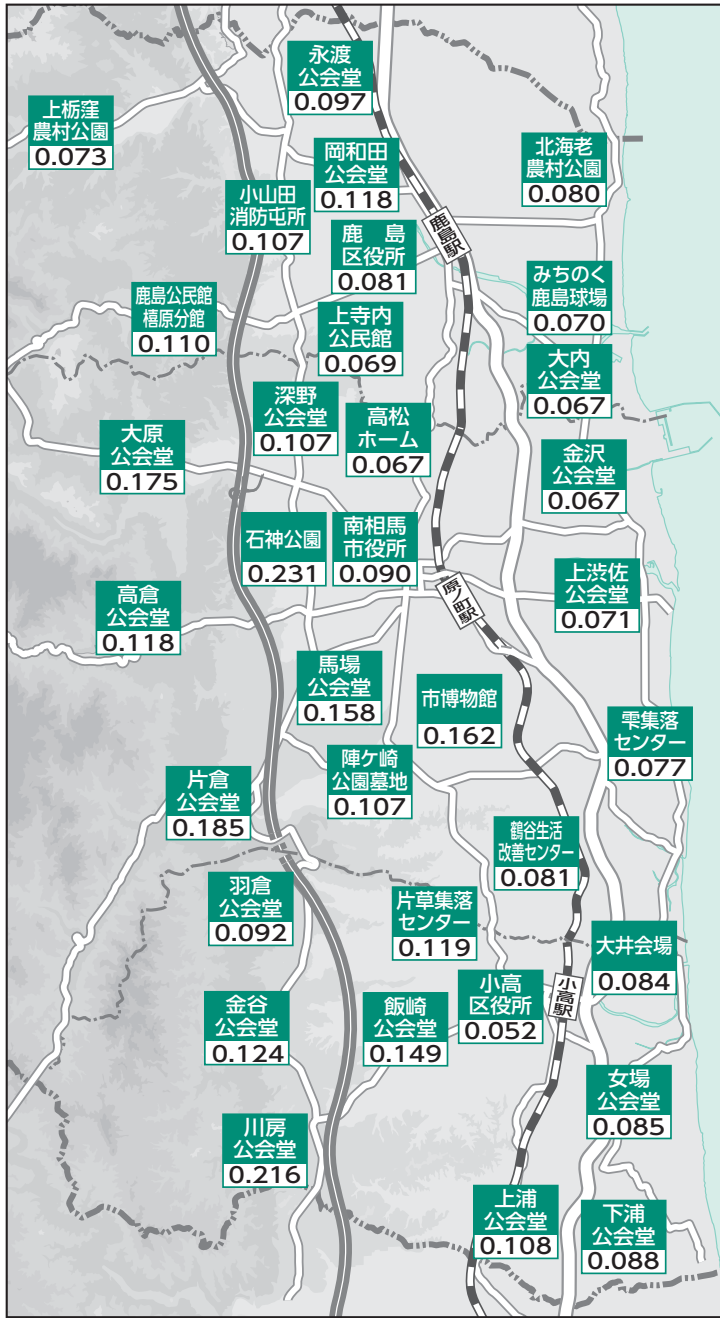 永渡
公会堂
0.097
上栃窪
農村公園
0.073
岡和田
公会堂
0.118
北海老
農村公園
0.080
小山田
消防屯所
0.107
鹿島駅
鹿　島
区役所
0.081
みちのく
鹿島球場
0.070
鹿島公民館
橲原分館
0.110
上寺内
公民館
0.069
大内
公会堂
0.067
深野
公会堂
0.107
高松
ホーム
0.067
大原
公会堂
0.175
金沢
公会堂
0.067
石神公園
0.231
南相馬
市役所
0.090
原ノ町駅
上渋佐
公会堂
0.071
高倉
公会堂
0.118
馬場
公会堂
0.158
市博物館
0.162
雫集落
センター
0.077
陣ケ崎
公園墓地
0.107
片倉
公会堂
0.185
鶴谷生活
改善センター
0.081
羽倉
公会堂
0.092
片草集落
センター
0.119
大井会場
0.084
小高
区役所
0.052
小高駅
金谷
公会堂
0.124
飯崎
公会堂
0.149
女場
公会堂
0.085
川房
公会堂
0.216
上浦
公会堂
0.108
下浦
公会堂
0.088